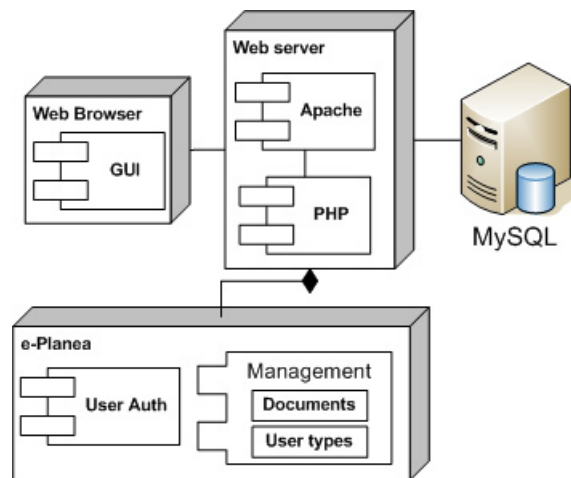 Web server
Apache
PHP
Web Browser
GUI
MySQL
e-Planea
User Auth
Management
Documents
User types